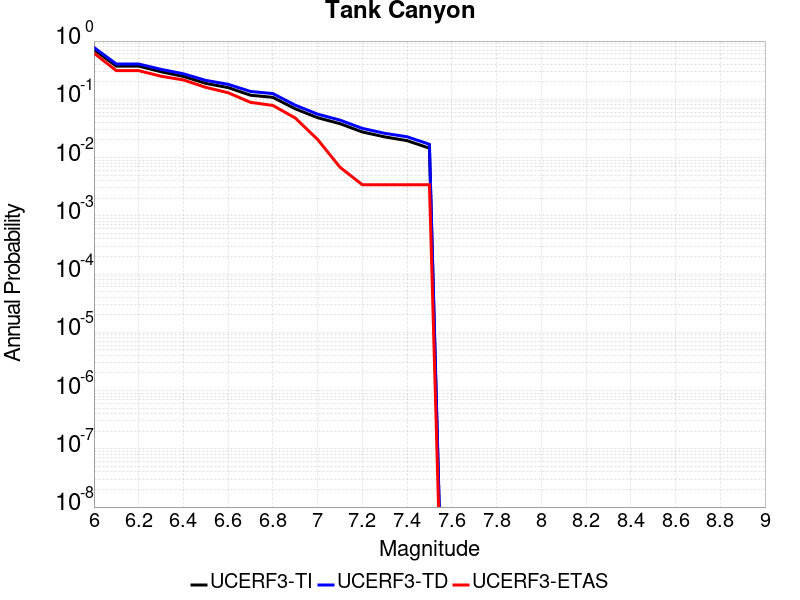 Tank Canyon
10^0
10^-1
10^-2
10^-3
10^-4
10^-5
10^-6
10^-7
10^-8
Annual Probability
6 6.2 6.4 6.6 6.8 7 7.2 7.4 7.6 7.8 8 8.2 8.4 8.6 8.8 9
Magnitude
UCERF3-TI UCERF3-TD UCERF3-ETAS